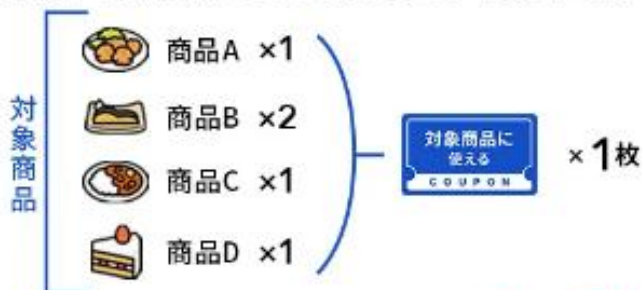 対象商品
商品A ×1
商品B ×2
商品C ×1
商品D ×1
対象商品に
使える
COUPON
×1枚